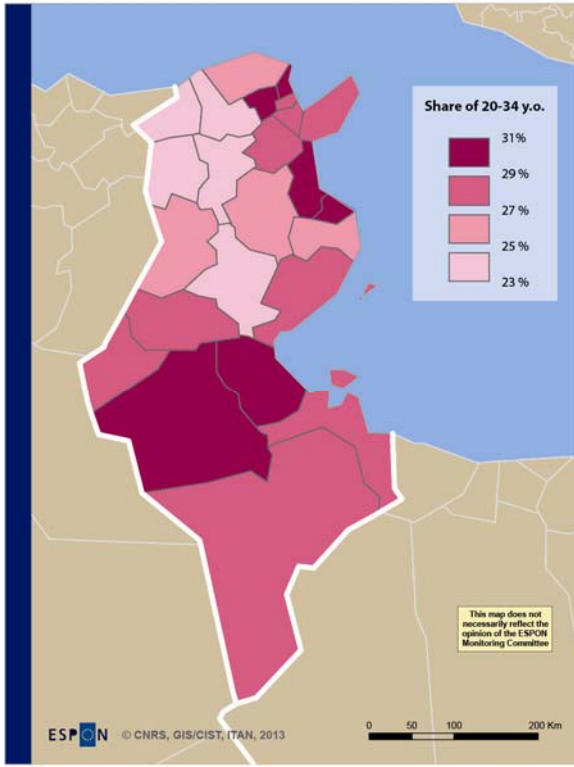 Share of 20-34 y.o.
31%
29%
27%
25 %
23 %
This map does not
necessarily reflect the
opinion of the ESPON
Monitoring Committee
ESPON © CNRS, GIS/CIST, ITAN, 2013
0 50 100 200 Km